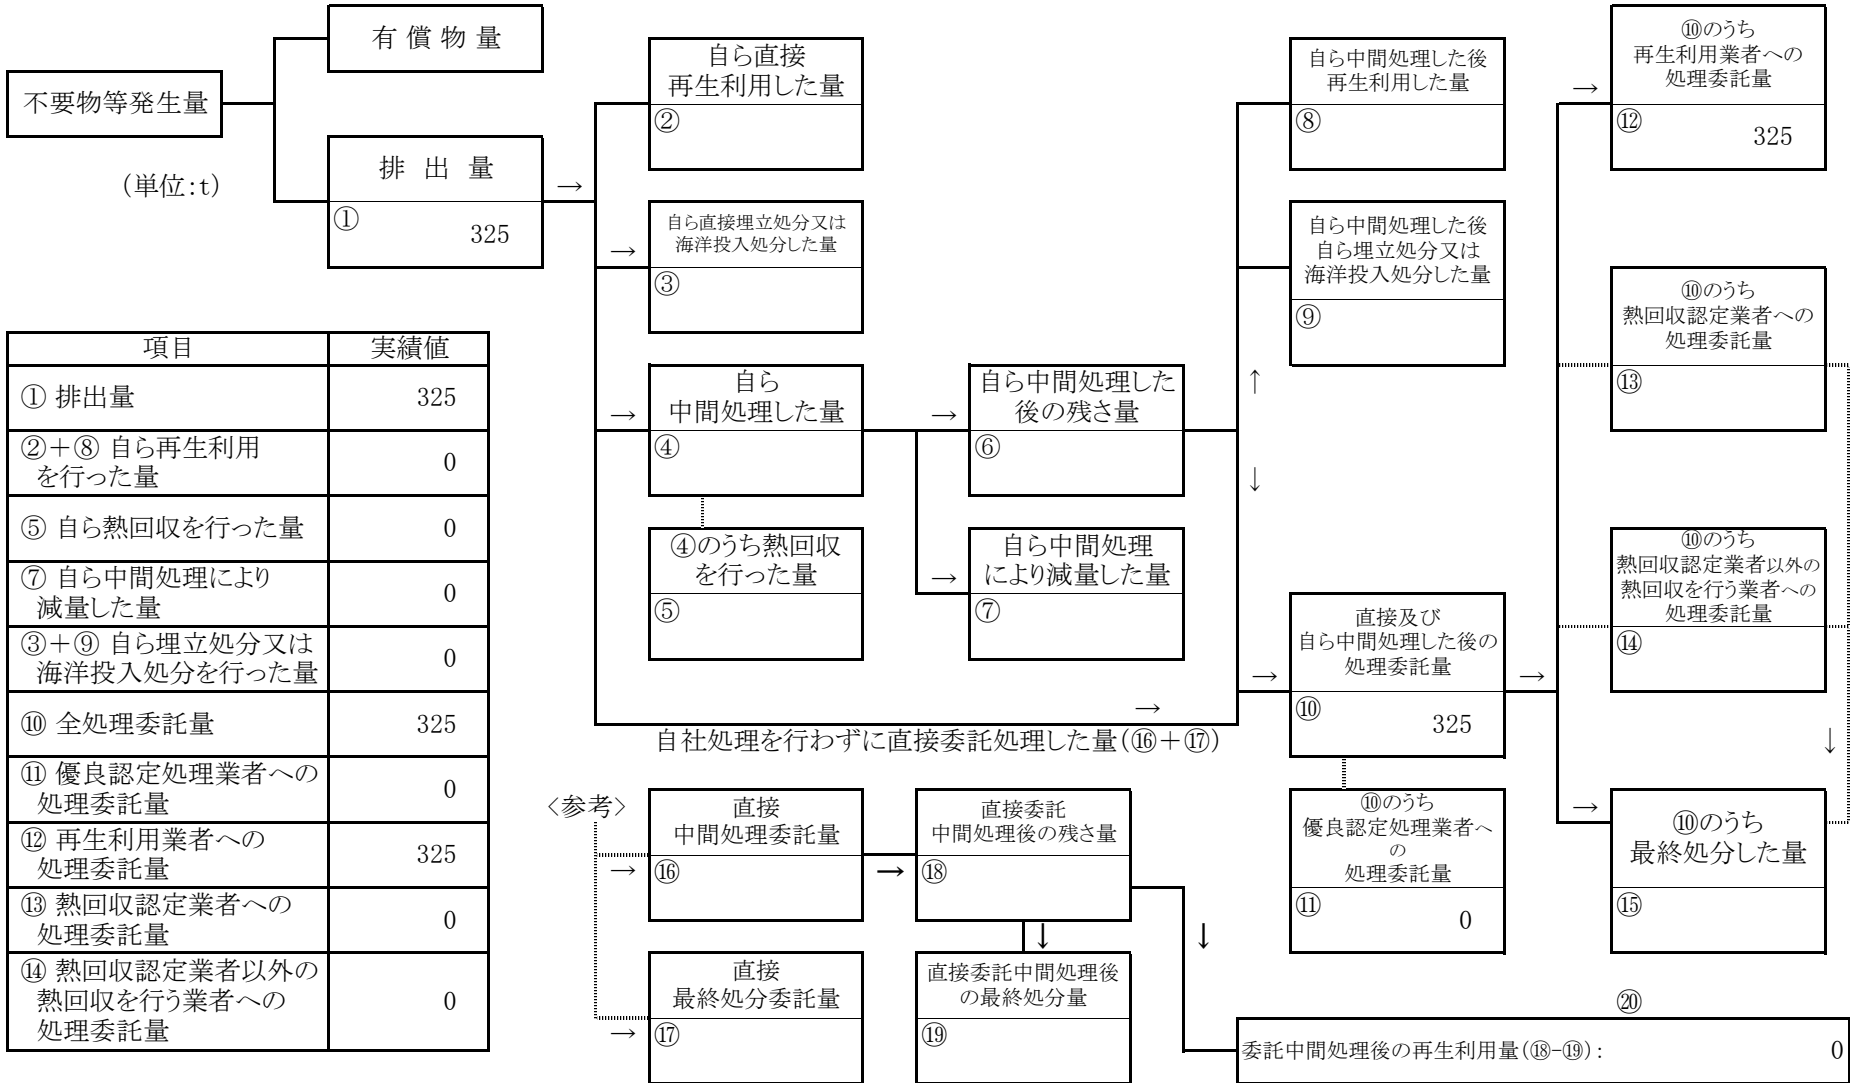 有 償 物 量
不要物等発生量
(単位:t)
排 出 量
①
325
→
自ら直接
再生利用した量
②
→
自ら直接埋立処分又は
海洋投入処分した量
③
→
自ら
中間処理した量
④
④のうち熱回収
を行った量
⑤
→
自ら中間処理した
後の残さ量
⑥
→
自ら中間処理
により減量した量
⑦
自ら中間処理した後
再生利用した量
⑧
自ら中間処理した後
自ら埋立処分又は
海洋投入処分した量
⑨
↑
↓
→
直接及び
自ら中間処理した後の
処理委託量
⑩
325
→
自社処理を行わずに直接委託処理した量(⑯+⑰)
⑩のうち
優良認定処理業者へ
の
処理委託量
⑪
0
→
→
⑩のうち
再生利用業者への
処理委託量
⑫
325
⑩のうち
熱回収認定業者への
処理委託量
⑬
⑩のうち
熱回収認定業者以外の
熱回収を行う業者への
処理委託量
⑭
↓
→
⑩のうち
最終処分した量
⑮
項目 実績値
① 排出量 325
②+⑧ 自ら再生利用
を行った量 0
⑤ 自ら熱回収を行った量 0
⑦ 自ら中間処理により
減量した量 0
③+⑨ 自ら埋立処分又は
海洋投入処分を行った量 0
⑩ 全処理委託量 325
⑪ 優良認定処理業者への
処理委託量 0
⑫ 再生利用業者への
処理委託量 325
⑬ 熱回収認定業者への
処理委託量 0
⑭ 熱回収認定業者以外の
熱回収を行う業者への
処理委託量 0
〈参考〉
→
直接
中間処理委託量
⑯
→
直接委託
中間処理後の残さ量
⑱
↓
↓
→
直接
最終処分委託量
⑰
直接委託中間処理後
の最終処分量
⑲
⑳
委託中間処理後の再生利用量(⑱-⑲): 0